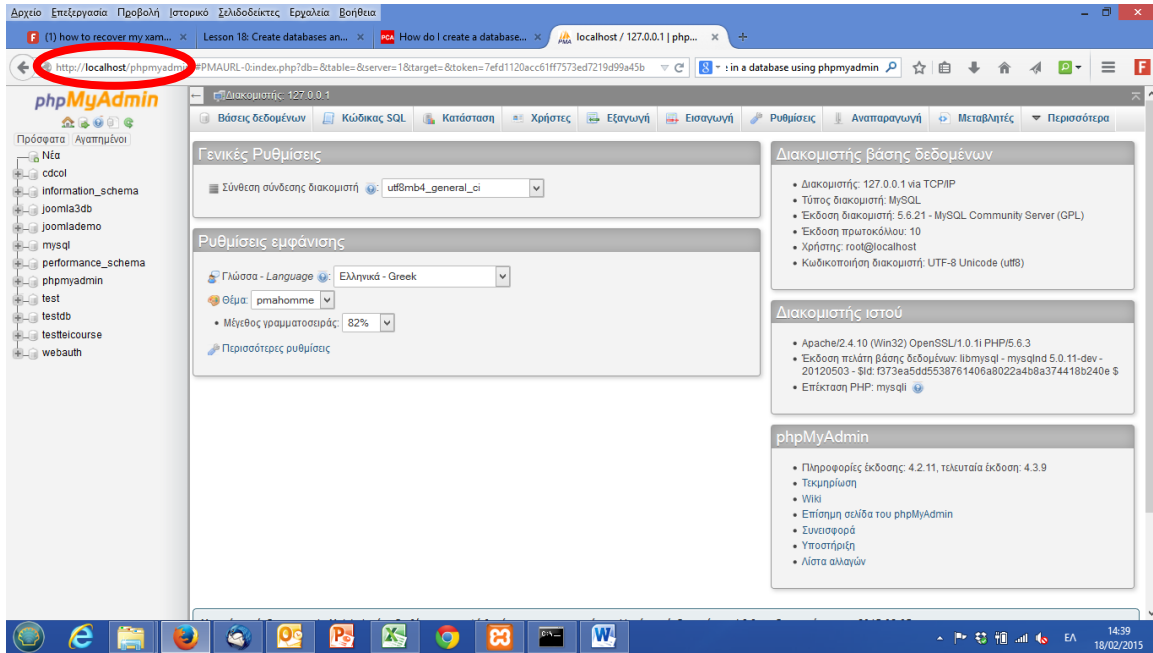 Αρχείο Επεξεργασία Προβολή Ιστορικό Σελιδοδείκτες Εργαλεία Βοήθεια
(1) how to recover my xam...
Lesson 18: Create databases an...
PCA How do I create a database...
PMA localhost / 127.0.0.1 | php...
http://localhost/phpmyadmin #PMAURL-0:index.php?db=&table=&server=1&target=&token=7efd1120acc61ff7573ed7219d99a45b
in a database using phpmyadmin
phpMyAdmin
Πρόσφατα Αγαπημένοι
Νέα
cdcol
information_schema
joomla3db
joomlademo
mysql
performance_schema
phpmyadmin
test
testdb
testteicourse
webauth
Διακομιστής: 127.0.0.1
Βάσεις δεδομένων Κώδικας SQL Κατάσταση Χρήστες Εξαγωγή Εισαγωγή Ρυθμίσεις Αναπαραγωγή Μεταβλητές Περισσότερα
Γενικές Ρυθμίσεις
Σύνθεση σύνδεσης διακομιστή : utf8mb4_general_ci
Ρυθμίσεις εμφάνισης
Γλώσσα - Language : Ελληνικά - Greek
Θέμα: pmahomme
• Μέγεθος γραμματοσειράς: 82%
Περισσότερες ρυθμίσεις
Διακομιστής βάσης δεδομένων
• Διακομιστής: 127.0.0.1 via TCP/IP
• Τύπος διακομιστή: MySQL
• Έκδοση διακομιστή: 5.6.21 - MySQL Community Server (GPL)
• Έκδοση πρωτοκόλλου: 10
• Χρήστης: root@localhost
• Κωδικοποίηση διακομιστή: UTF-8 Unicode (utf8)
Διακομιστής ιστού
• Apache/2.4.10 (Win32) OpenSSL/1.0.1i PHP/5.6.3
• Έκδοση πελάτη βάσης δεδομένων: libmysql - mysqlnd 5.0.11-dev -
20120503 - $Id: f373ea5dd5538761406a8022a4b8a374418b240e $
• Επέκταση PHP: mysqli
phpMyAdmin
• Πληροφορίες έκδοσης: 4.2.11, τελευταία έκδοση: 4.3.9
• Τεκμηρίωση
• Wiki
• Επίσημη σελίδα του phpMyAdmin
• Συνεισφορά
• Υποστήριξη
• Λίστα αλλαγών
ΕΛ
14:39
18/02/2015